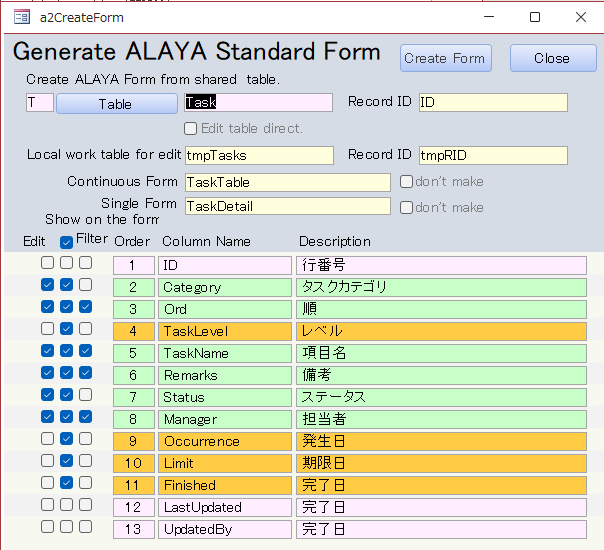 a2CreateForm
Generate ALAYA Standard Form Create Form Close
Create ALAYA Form from shared table.
T Table Task Record ID ID
Edit table direct.
Local work table for edit tmpTasks Record ID tmpRID
Continuous Form TaskTable don't make
Single Form TaskDetail don't make
Show on the form
Edit Filter Order Column Name Description
1 ID 行番号
2 Category タスクカテゴリ
3 Ord 順
4 TaskLevel レベル
5 TaskName 項目名
6 Remarks 備考
7 Status ステータス
8 Manager 担当者
9 Occurrence 発生日
10 Limit 期限日
11 Finished 完了日
12 LastUpdated 完了日
13 UpdatedBy 完了日